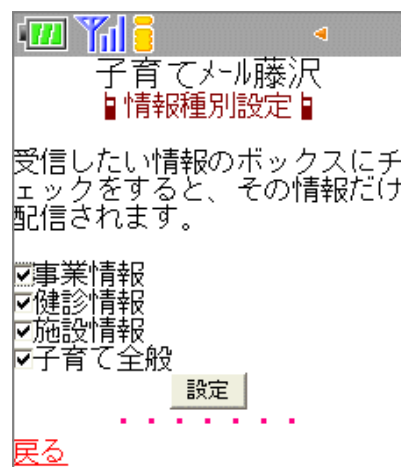 子育てメール藤沢
情報種別設定
受信したい情報のボックスにチ
ェックをすると、その情報だけ
配信されます。
事業情報
健診情報
施設情報
子育て全般
設定
戻る